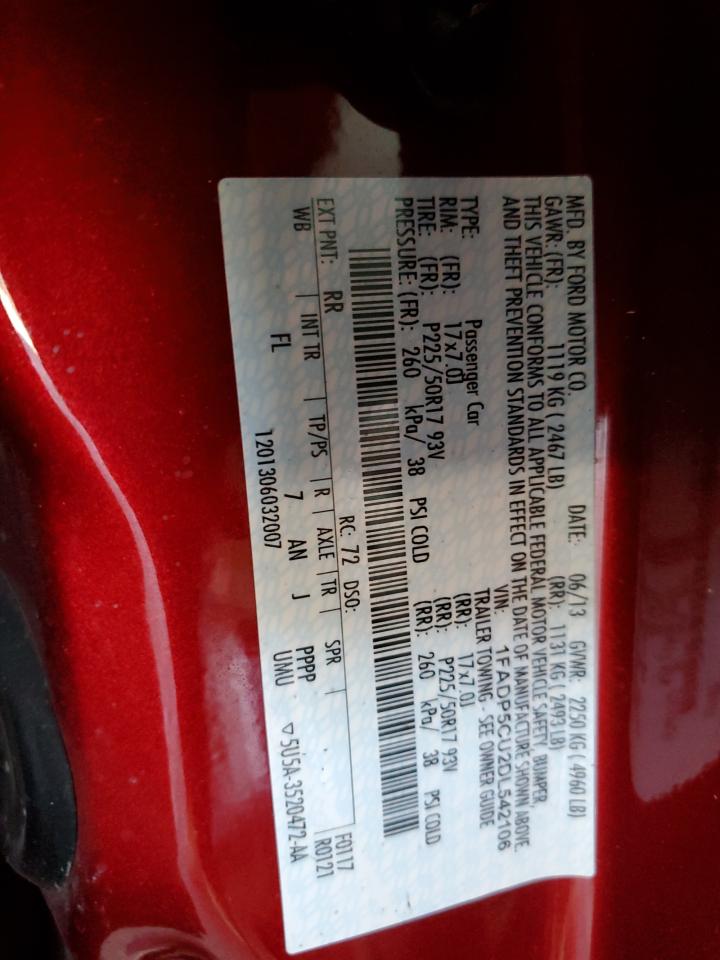 MFD. BY FORD MOTOR CO. DATE: 06/13 GVWR: 2250 KG ( 4960 LB)
GAWR: (FR): 1119 KG ( 2467 LB) (RR): 1131 KG ( 2493 LB)
THIS VEHICLE CONFORMS TO ALL APPLICABLE FEDERAL MOTOR VEHICLE SAFETY, BUMPER,
AND THEFT PREVENTION STANDARDS IN EFFECT ON THE DATE OF MANUFACTURE SHOWN ABOVE.
VIN: 1FADP5CU2DL542106
TYPE: Passenger Car TRAILER TOWING - SEE OWNER GUIDE
RIM: (FR): 17x7.0J (RR): 17x7.0J
TIRE: (FR): P225/50R17 93V (RR): P225/50R17 93V
PRESSURE: (FR): 260 kPa/ 38 PSI COLD (RR): 260 kPa/ 38 PSI COLD
RC: 72 DSO: F0117
EXT PNT: RR R0121
WB | INT TR | TP/PS | R | AXLE | TR | SPR |
PPPP
FL 7 AN J UMU
1201306032007 ▽5U5A-3520472-AA